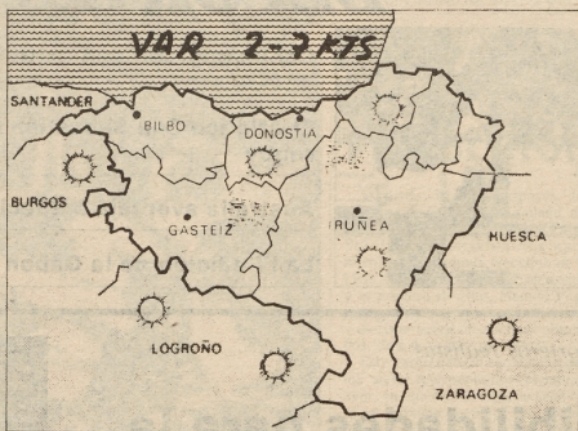 VAR 2-7 KTS
SANTANDER
BILBO
DONOSTIA
BURGOS
GASTEIZ
IRUÑEA
HUESCA
LOGROÑO
ZARAGOZA